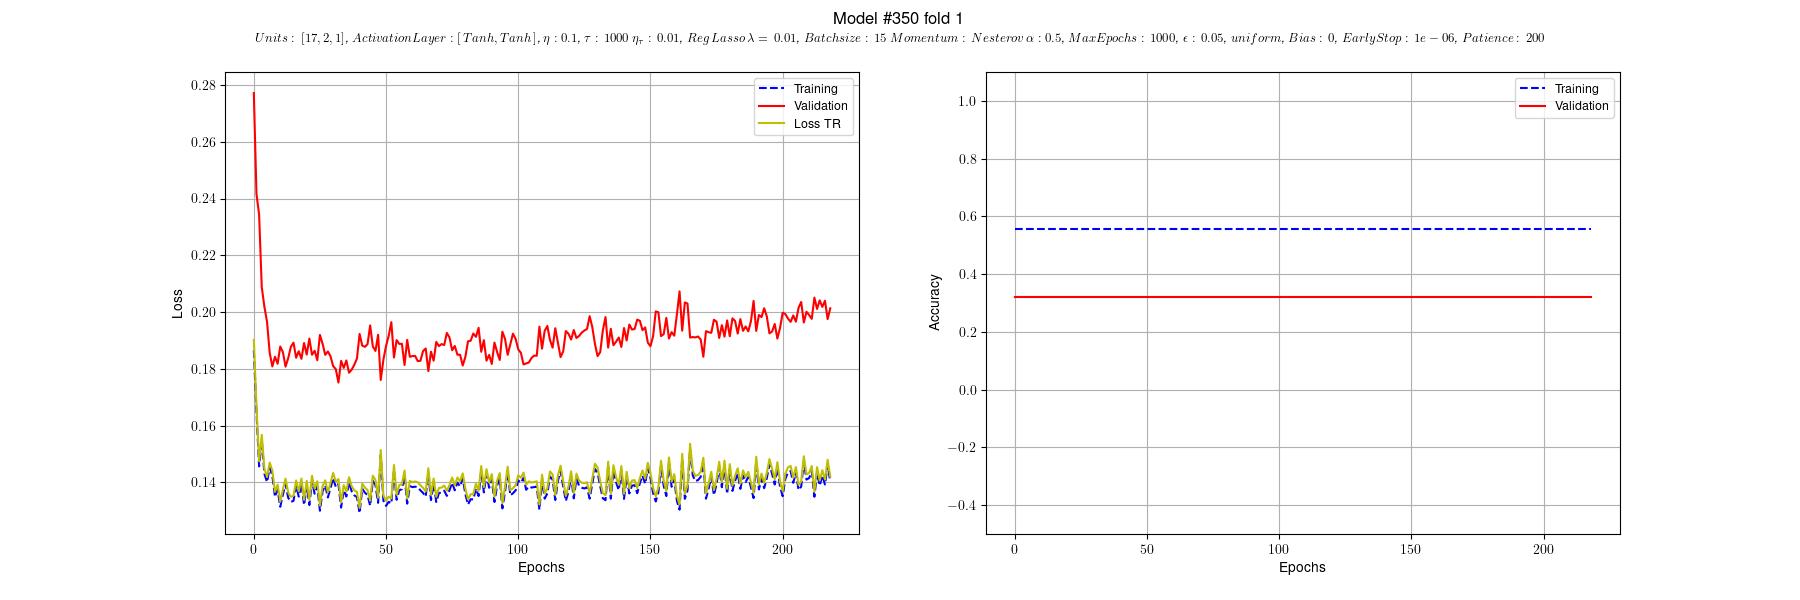 Model #350 fold 1
Units : [17, 2, 1], ActivationLayer : [Tanh, Tanh], η : 0.1, τ : 1000 ητ : 0.01, Reg Lasso λ = 0.01, Batchsize : 15 Momentum : Nesterov α : 0.5, MaxEpochs : 1000, ϵ : 0.05, uniform, Bias : 0, EarlyStop : 1e − 06, Patience : 200
0.28
0.26
0.24
0.22
0.20
0.18
0.16
0.14
Loss
Training
Validation
Loss TR
0 50 100 150 200
Epochs
1.0
0.8
0.6
0.4
0.2
0.0
−0.2
−0.4
Accuracy
Training
Validation
0 50 100 150 200
Epochs